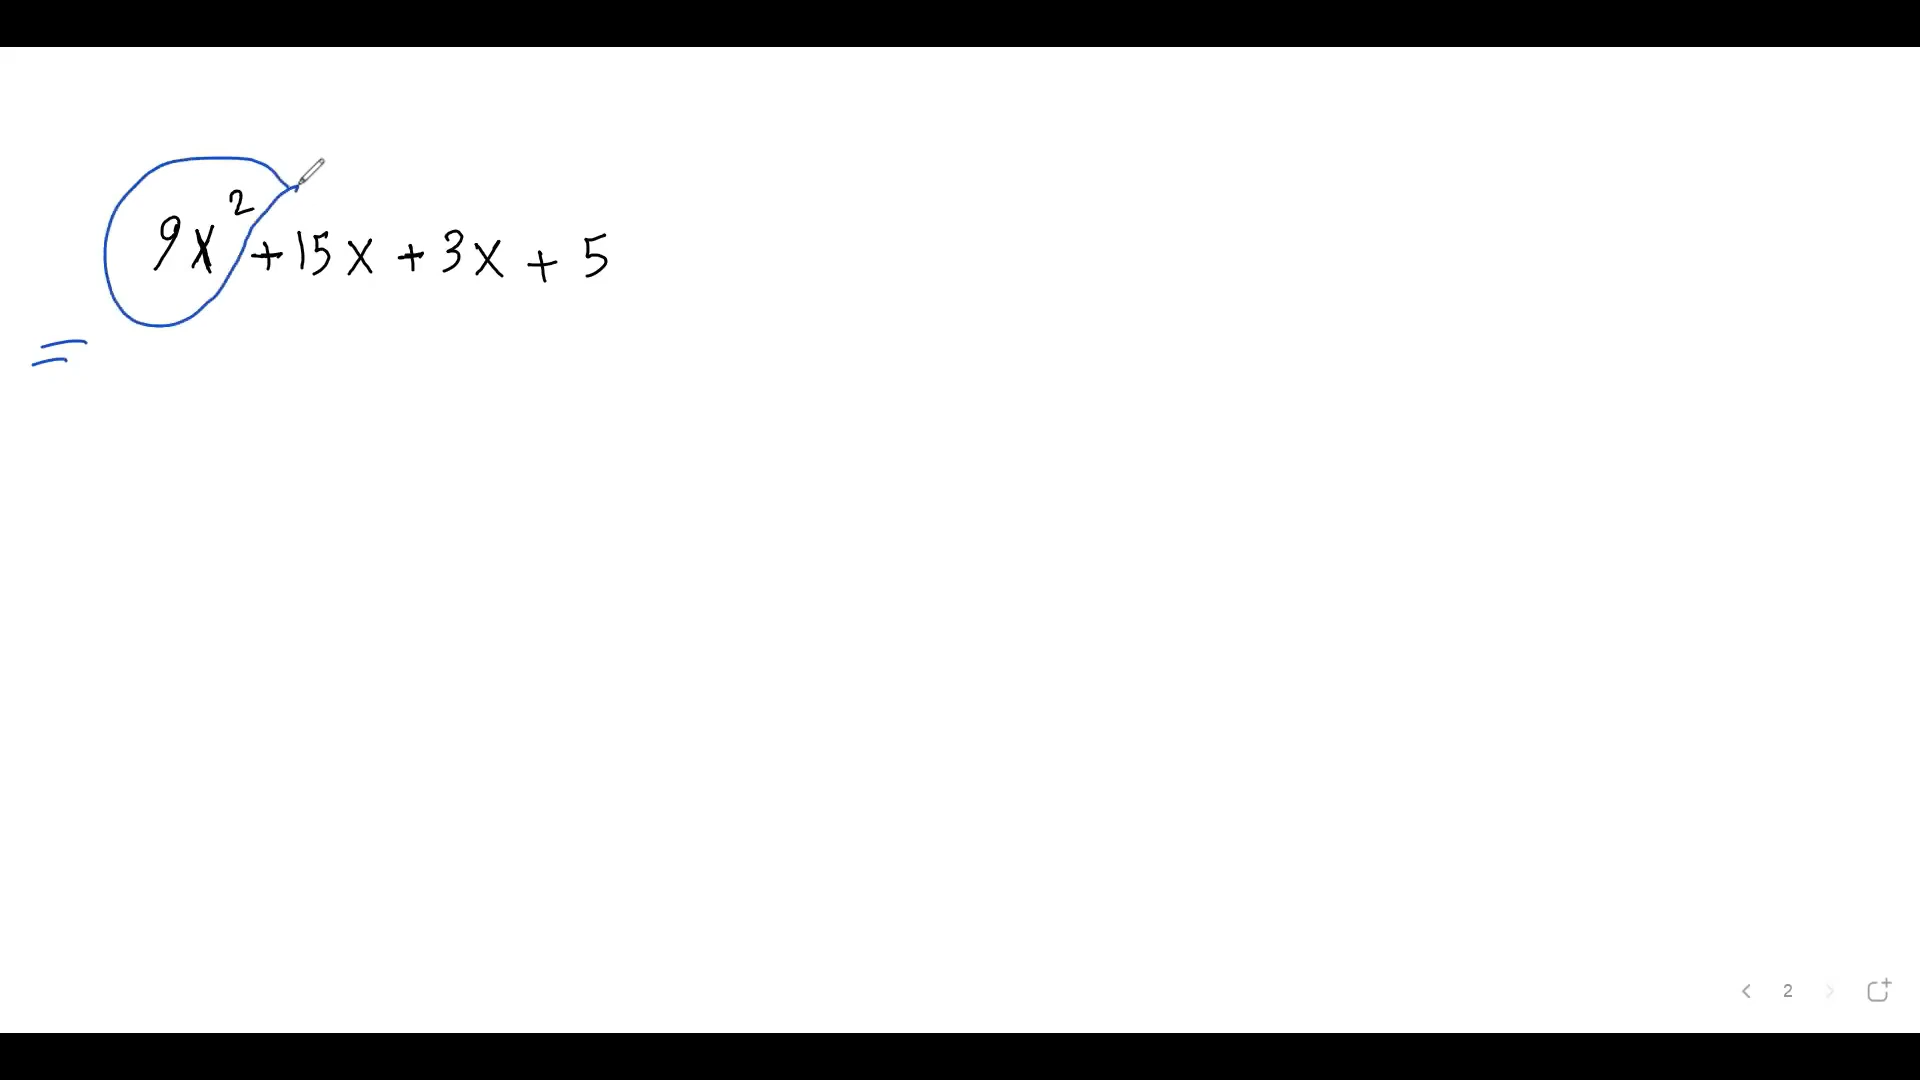 9x² + 15x + 3x + 5
=
2